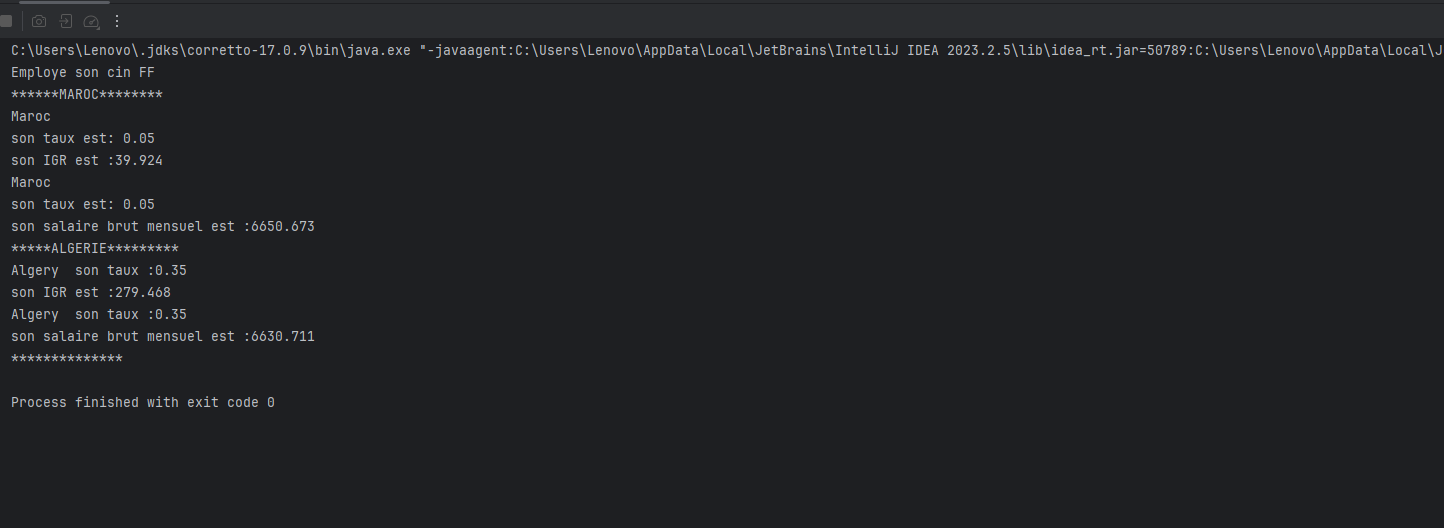 C:\Users\Lenovo\.jdks\corretto-17.0.9\bin\java.exe "-javaagent:C:\Users\Lenovo\AppData\Local\JetBrains\IntelliJ IDEA 2023.2.5\lib\idea_rt.jar=50789:C:\Users\Lenovo\AppData\Local\J
Employe son cin FF
******MAROC********
Maroc
son taux est: 0.05
son IGR est :39.924
Maroc
son taux est: 0.05
son salaire brut mensuel est :6650.673
*****ALGERIE*********
Algery  son taux :0.35
son IGR est :279.468
Algery  son taux :0.35
son salaire brut mensuel est :6630.711
**************
Process finished with exit code 0